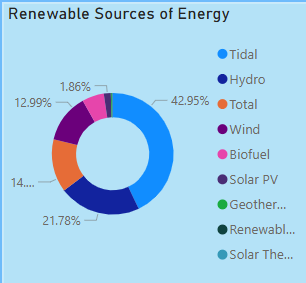 Renewable Sources of Energy
1.86%
12.99%
14....
21.78%
42.95%
Tidal
Hydro
Total
Wind
Biofuel
Solar PV
Geother...
Renewabl...
Solar The...